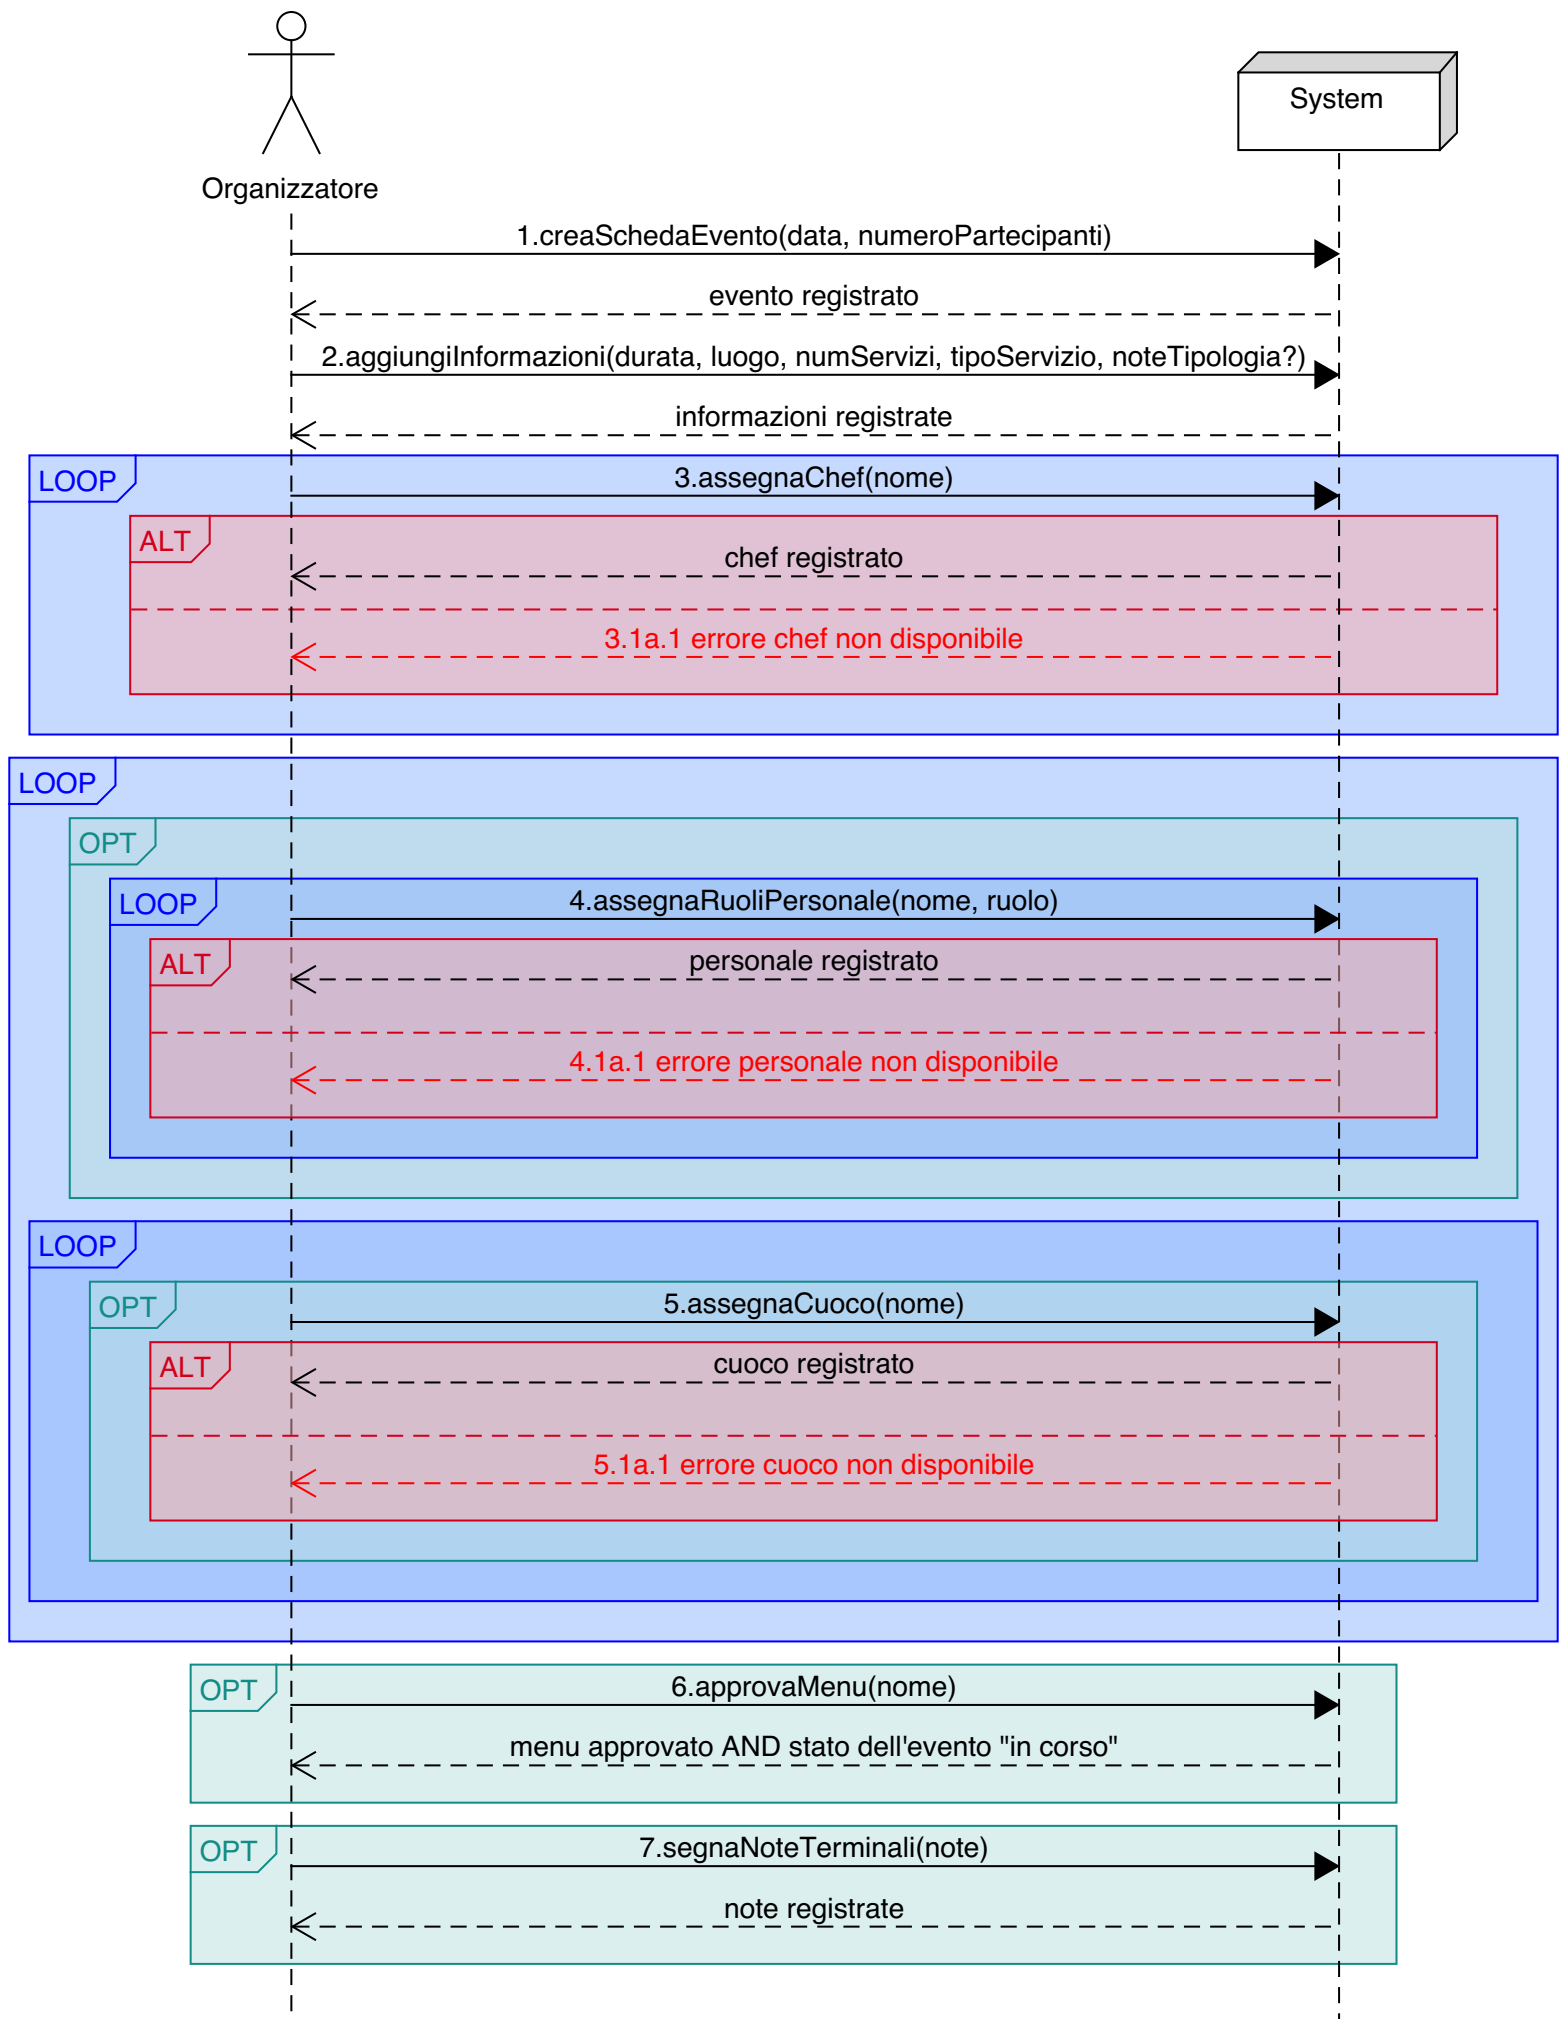 System
Organizzatore
1.creaSchedaEvento(data, numeroPartecipanti)
evento registrato
2.aggiungiInformazioni(durata, luogo, numServizi, tipoServizio, noteTipologia?)
informazioni registrate
LOOP
3.assegnaChef(nome)
ALT
chef registrato
3.1a.1 errore chef non disponibile
LOOP
OPT
LOOP
4.assegnaRuoliPersonale(nome, ruolo)
ALT
personale registrato
4.1a.1 errore personale non disponibile
LOOP
OPT
5.assegnaCuoco(nome)
ALT
cuoco registrato
5.1a.1 errore cuoco non disponibile
OPT
6.approvaMenu(nome)
menu approvato AND stato dell'evento "in corso"
OPT
7.segnaNoteTerminali(note)
note registrate